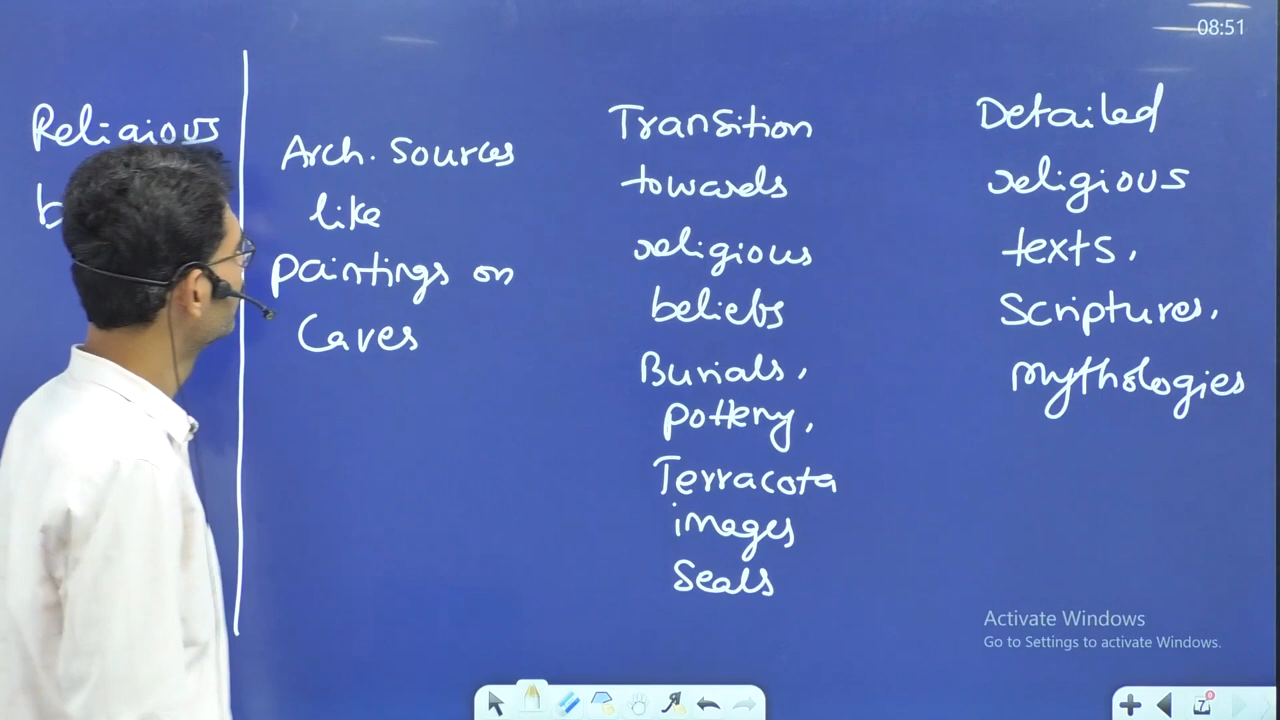 08:51
Religious
Arch. Sources
like
paintings on
Caves
Transition
towards
religious
beliefs
Burials,
pottery,
Terracota
images
Seals
Detailed
religious
texts,
Scriptures,
mythologies
Activate Windows
Go to Settings to activate Windows.
7